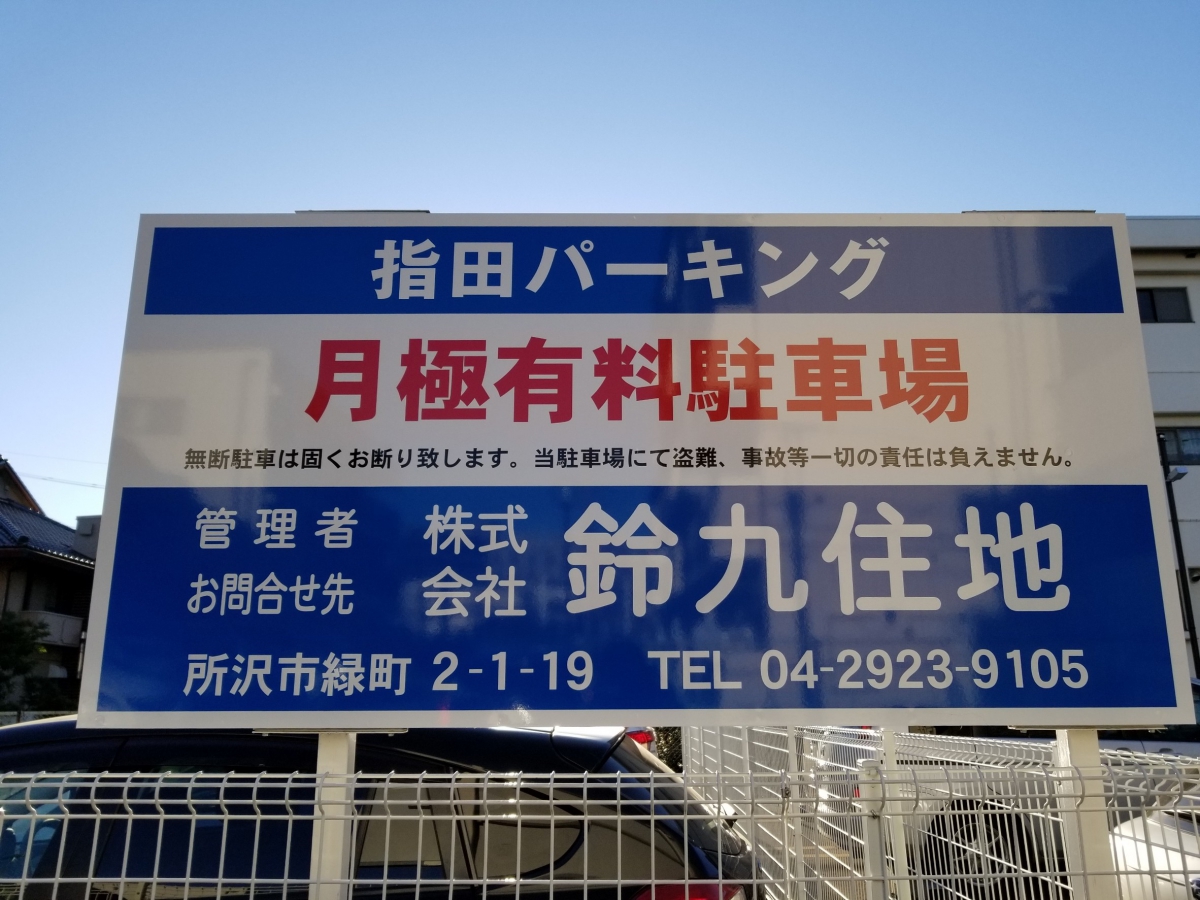 指田パーキング
月極有料駐車場
無断駐車は固くお断り致します。当駐車場にて盗難、事故等一切の責任は負えません。
管理者 株式会社 鈴九住地
お問合せ先
所沢市緑町 2-1-19 TEL 04-2923-9105